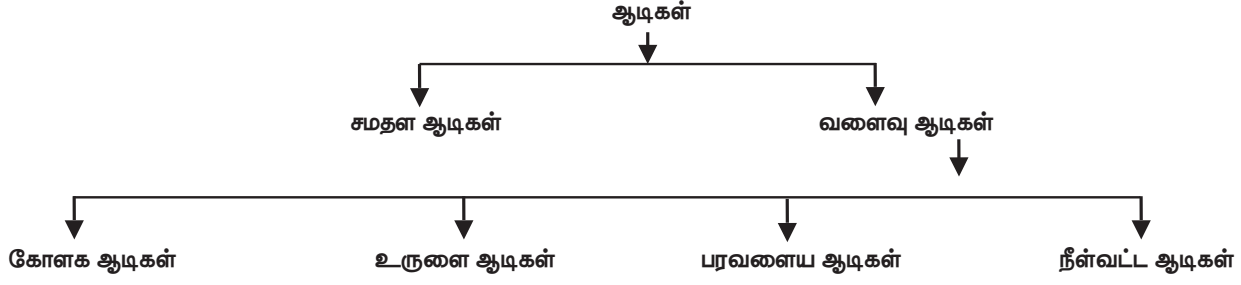 ஆடிகள்
சமதள ஆடிகள் வளைவு ஆடிகள்
கோளக ஆடிகள் உருளை ஆடிகள் பரவளைய ஆடிகள் நீள்வட்ட ஆடிகள்